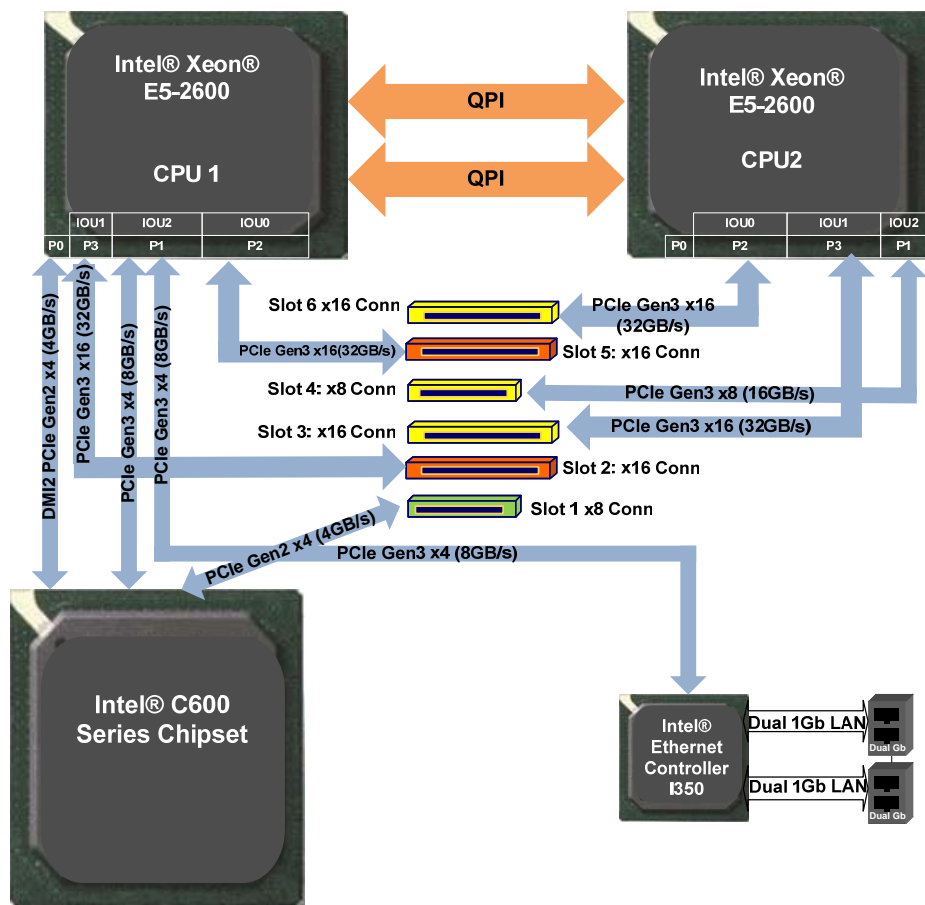 Intel® Xeon®
E5-2600
CPU 1
IOU1 IOU2 IOU0
P0 P3 P1 P2
QPI
QPI
Intel® Xeon®
E5-2600
CPU2
IOU0 IOU1 IOU2
P0 P2 P3 P1
DMI2 PCIe Gen2 x4 (4GB/s)
PCIe Gen3 x16 (32GB/s)
PCIe Gen3 x4 (8GB/s)
PCIe Gen3 x4 (8GB/s)
Slot 6 x16 Conn
PCIe Gen3 x16
(32GB/s)
PCIe Gen3 x16(32GB/s)
Slot 5: x16 Conn
Slot 4: x8 Conn
PCIe Gen3 x8 (16GB/s)
Slot 3: x16 Conn
PCIe Gen3 x16 (32GB/s)
Slot 2: x16 Conn
Slot 1 x8 Conn
PCIe Gen2 x4 (4GB/s)
PCIe Gen3 x4 (8GB/s)
Intel® C600
Series Chipset
Intel®
Ethernet
Controller
I350
Dual 1Gb LAN
Dual Gb
Dual 1Gb LAN
Dual Gb